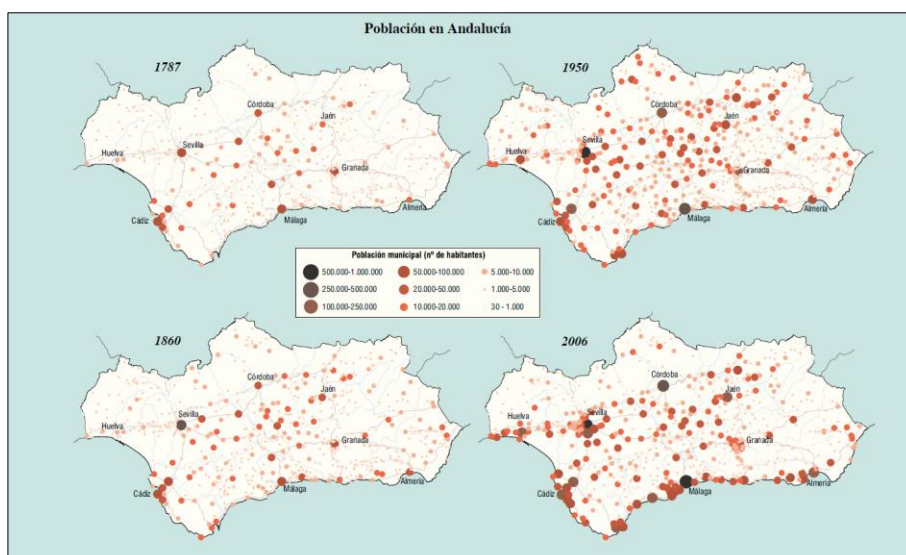 Población en Andalucía
1787
Córdoba
Jaén
Huelva
Sevilla
Granada
Cádiz
Málaga
Almería
1950
Córdoba
Jaén
Huelva
Sevilla
Granada
Cádiz
Málaga
Almería
Población municipal (nº de habitantes)
500.000-1.000.000 50.000-100.000 5.000-10.000
250.000-500.000 20.000-50.000 1.000-5.000
100.000-250.000 10.000-20.000 30 - 1.000
1860
Córdoba
Jaén
Huelva
Sevilla
Granada
Cádiz
Málaga
Almería
2006
Córdoba
Jaén
Huelva
Sevilla
Granada
Cádiz
Málaga
Almería